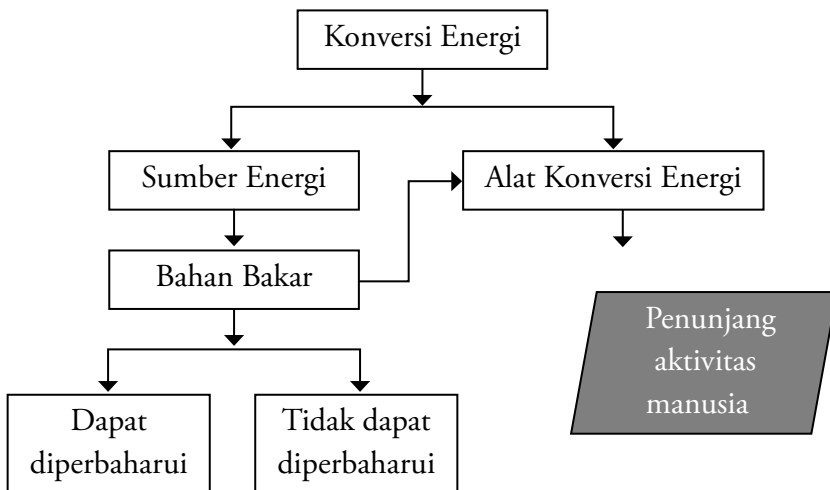 Konversi Energi
Sumber Energi
Alat Konversi Energi
Bahan Bakar
Penunjang
aktivitas
manusia
Dapat
diperbaharui
Tidak dapat
diperbaharui